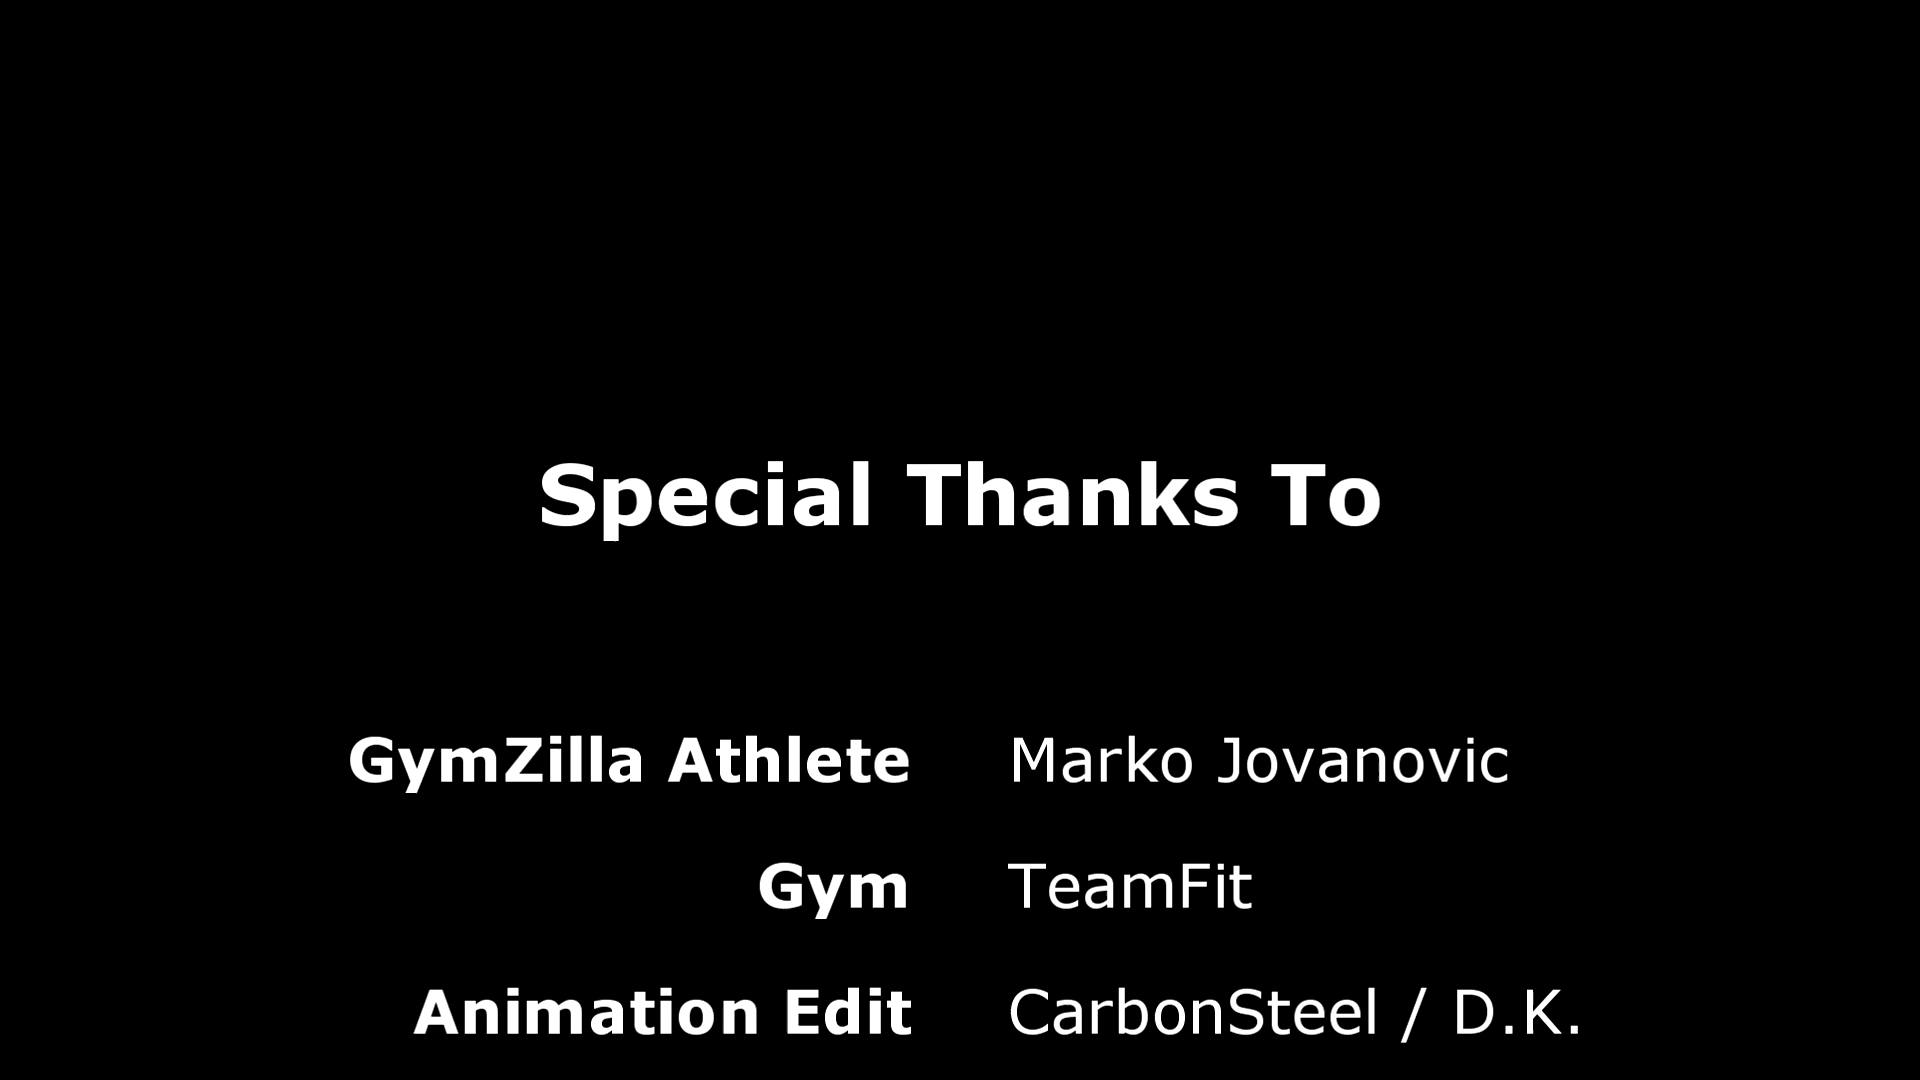 Special Thanks To
GymZilla Athlete Marko Jovanovic
Gym TeamFit
Animation Edit CarbonSteel / D.K.